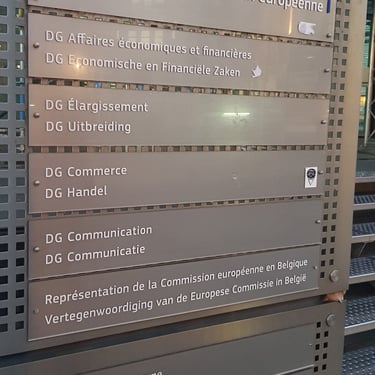 européenne
DG Affaires économiques et financières
DG Economische en Financiële Zaken
DG Élargissement
DG Uitbreiding
DG Commerce
DG Handel
DG Communication
DG Communicatie
Représentation de la Commission européenne en Belgique
Vertegenwoordiging van de Europese Commissie in België